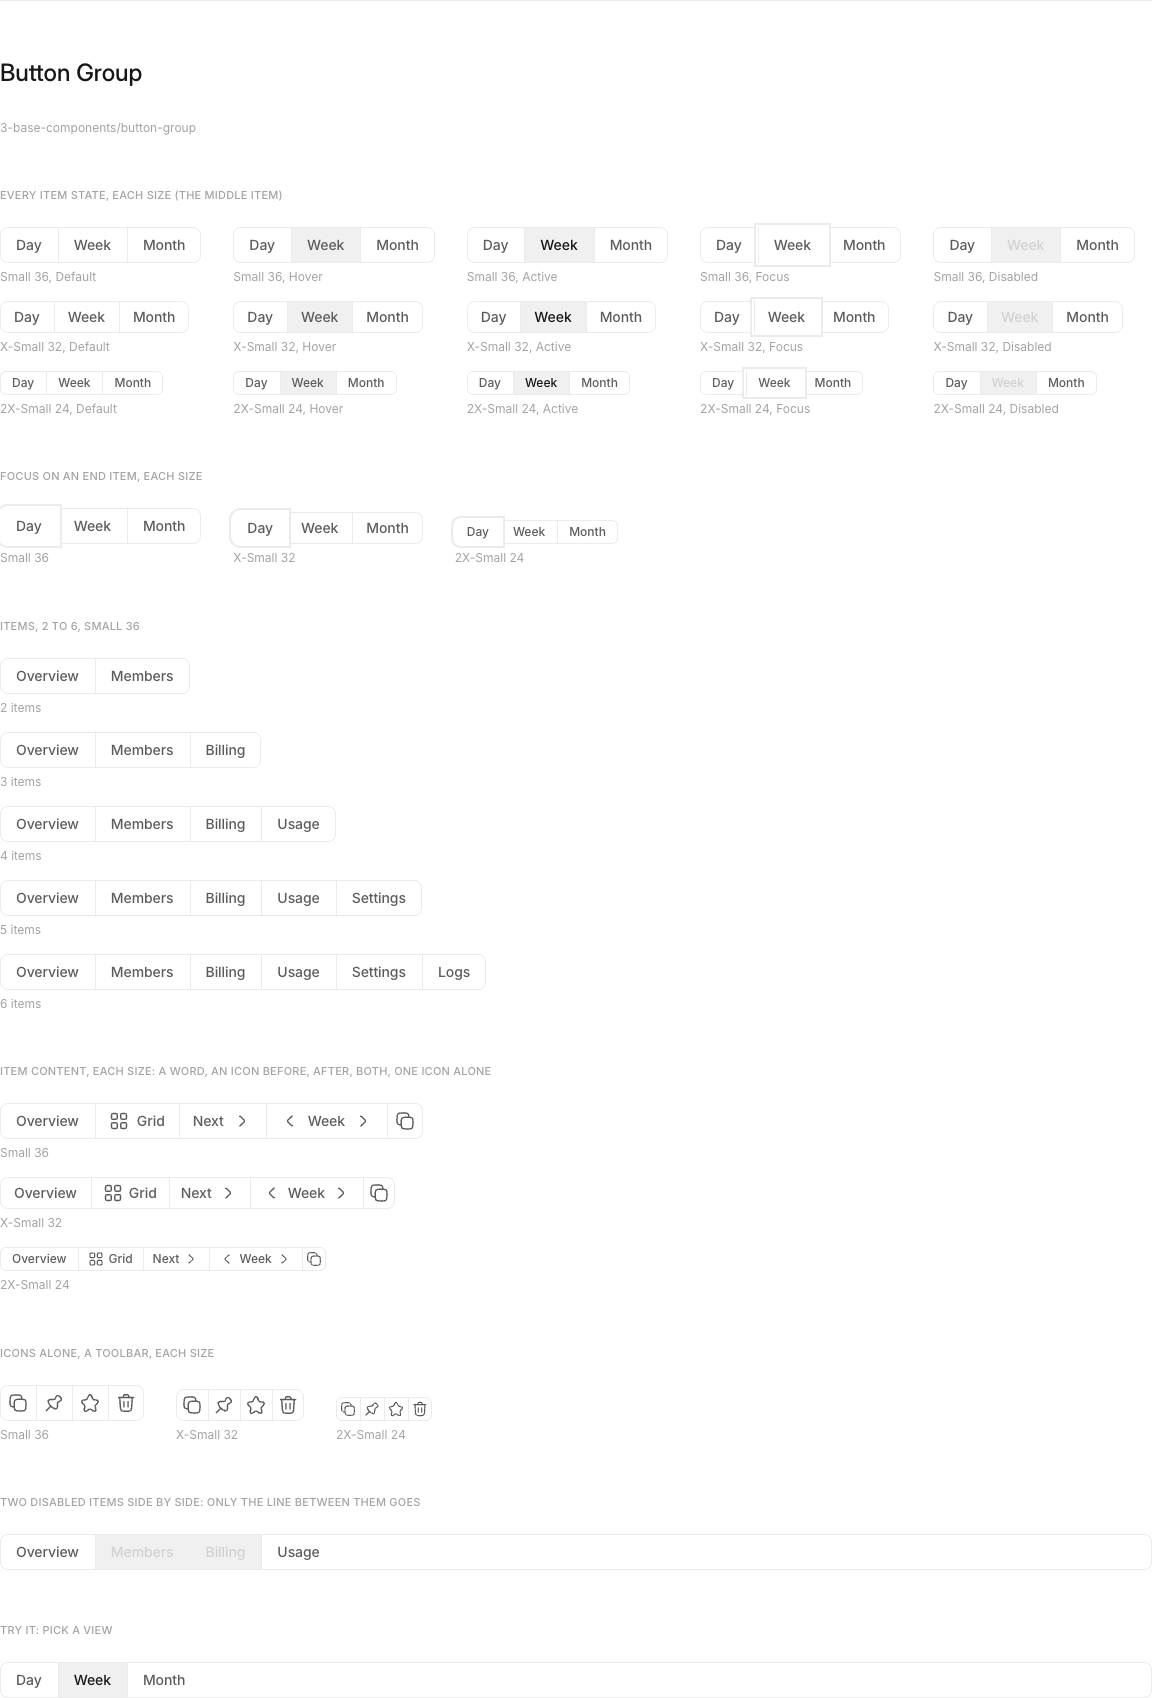 Button Group
3-base-components/button-group
EVERY ITEM STATE, EACH SIZE (THE MIDDLE ITEM)
Day Week Month Day Week Month Day Week Month Day Week Month Day Week Month
Small 36, Default Small 36, Hover Small 36, Active Small 36, Focus Small 36, Disabled
Day Week Month Day Week Month Day Week Month Day Week Month Day Week Month
X-Small 32, Default X-Small 32, Hover X-Small 32, Active X-Small 32, Focus X-Small 32, Disabled
Day Week Month Day Week Month Day Week Month Day Week Month Day Week Month
2X-Small 24, Default 2X-Small 24, Hover 2X-Small 24, Active 2X-Small 24, Focus 2X-Small 24, Disabled
FOCUS ON AN END ITEM, EACH SIZE
Day Week Month Day Week Month Day Week Month
Small 36 X-Small 32 2X-Small 24
ITEMS, 2 TO 6, SMALL 36
Overview Members
2 items
Overview Members Billing
3 items
Overview Members Billing Usage
4 items
Overview Members Billing Usage Settings
5 items
Overview Members Billing Usage Settings Logs
6 items
ITEM CONTENT, EACH SIZE: A WORD, AN ICON BEFORE, AFTER, BOTH, ONE ICON ALONE
Overview Grid Next Week
Small 36
Overview Grid Next Week
X-Small 32
Overview Grid Next Week
2X-Small 24
ICONS ALONE, A TOOLBAR, EACH SIZE
Small 36 X-Small 32 2X-Small 24
TWO DISABLED ITEMS SIDE BY SIDE: ONLY THE LINE BETWEEN THEM GOES
Overview Members Billing Usage
TRY IT: PICK A VIEW
Day Week Month